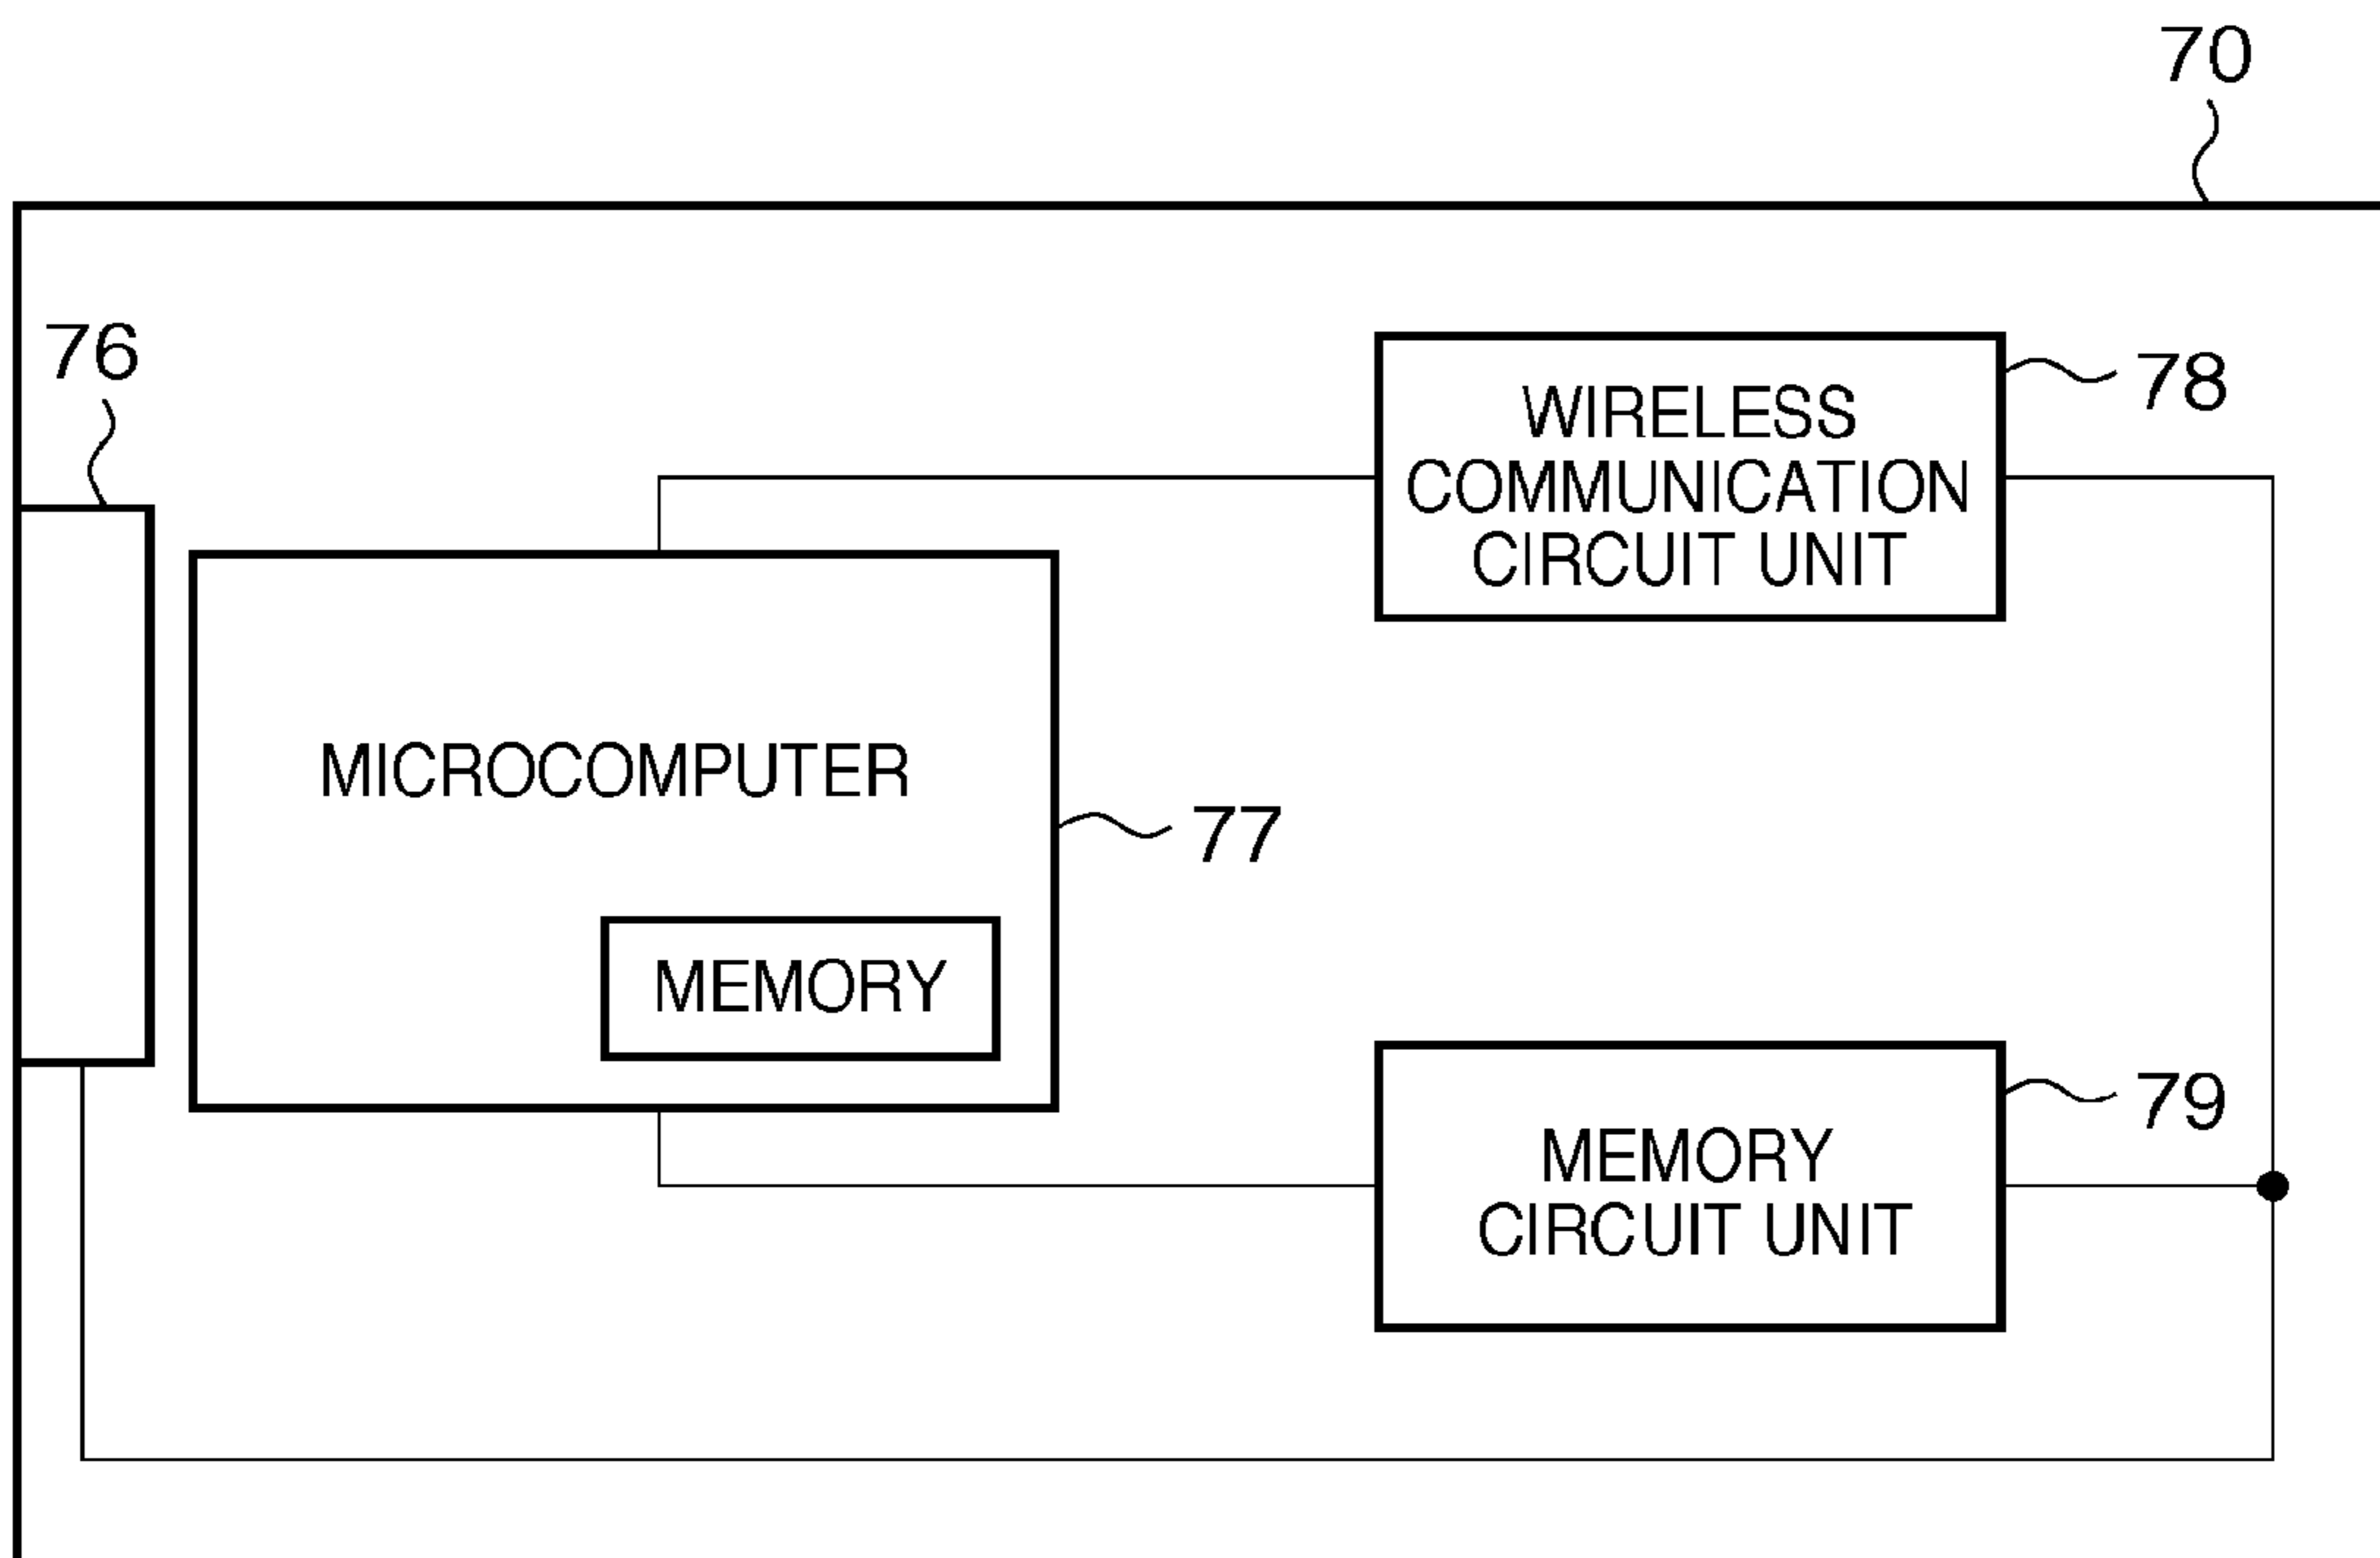 70
76
WIRELESS
COMMUNICATION
CIRCUIT UNIT
78
MICROCOMPUTER
77
MEMORY
MEMORY
CIRCUIT UNIT
79